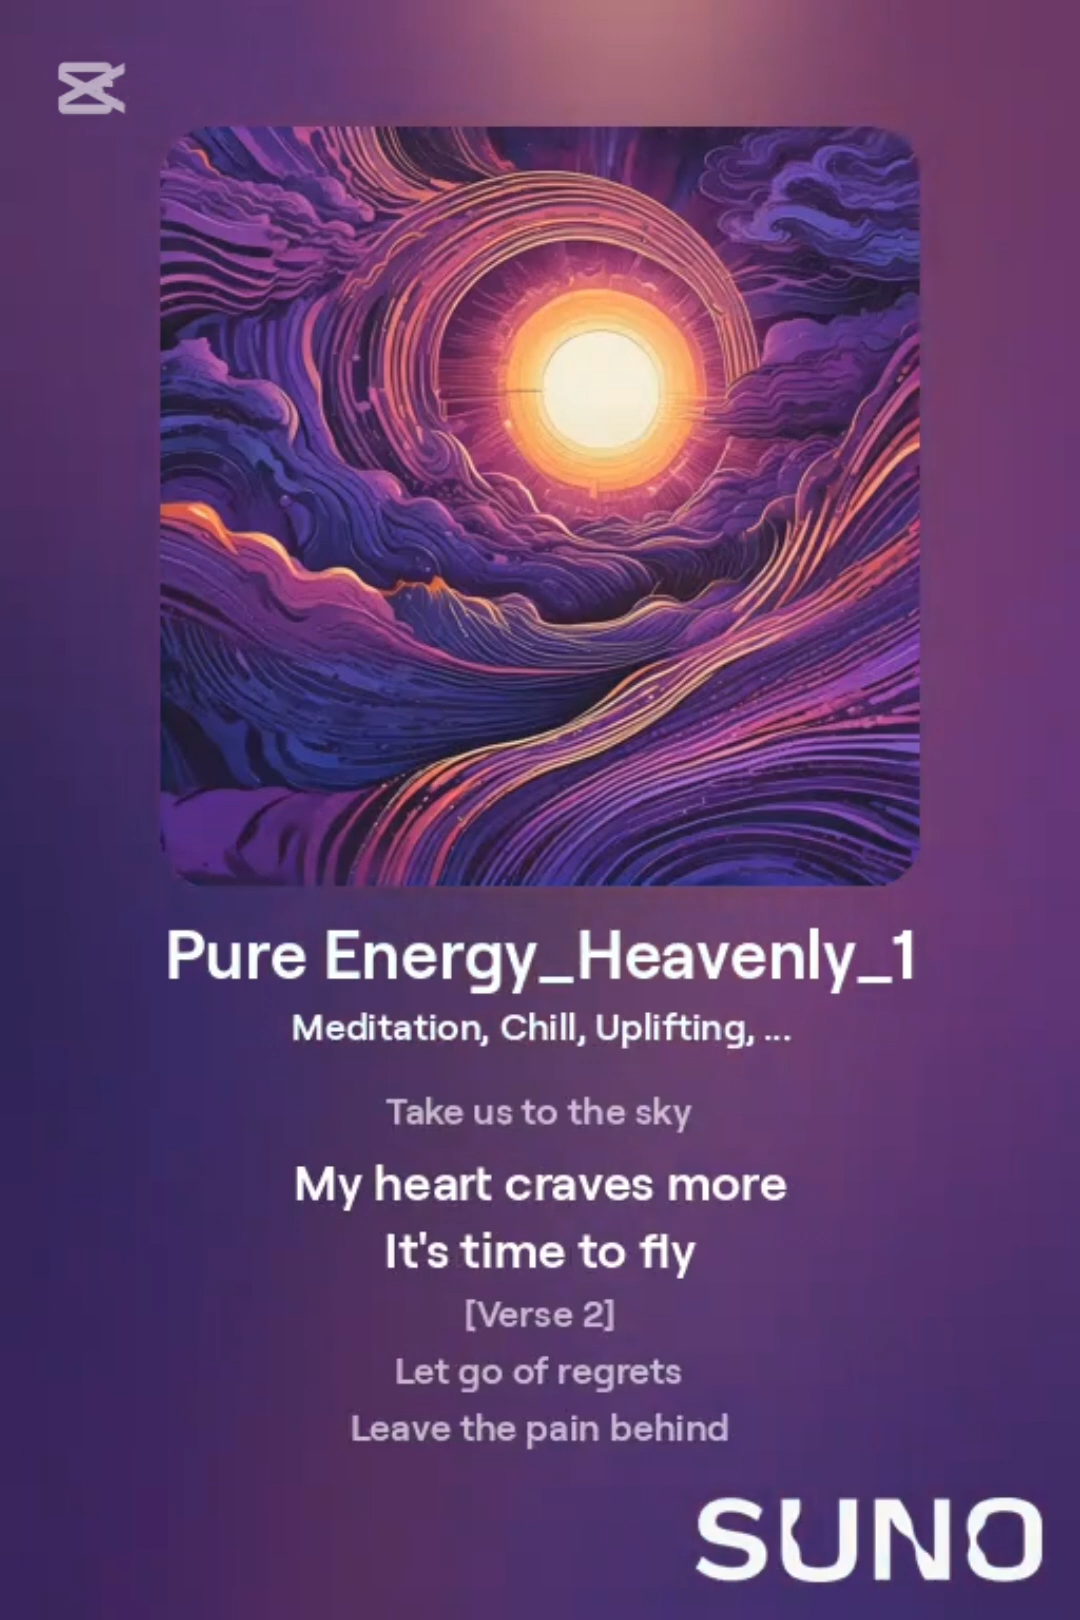 Pure Energy_Heavenly_1
Meditation, Chill, Uplifting, ...
Take us to the sky
My heart craves more
It's time to fly
[Verse 2]
Let go of regrets
Leave the pain behind
SUNO